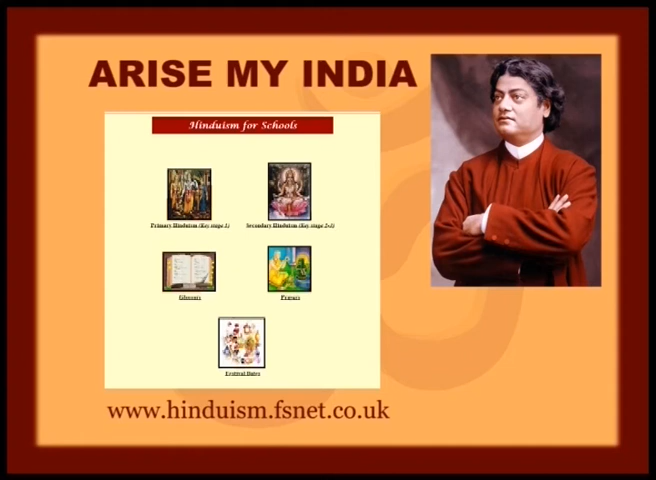 ARISE MY INDIA
Hinduism for Schools
Primary Hinduism (Key stage 1)
Secondary Hinduism (Key stage 2-3)
Glossary
Prayers
Festival Dates
www.hinduism.fsnet.co.uk